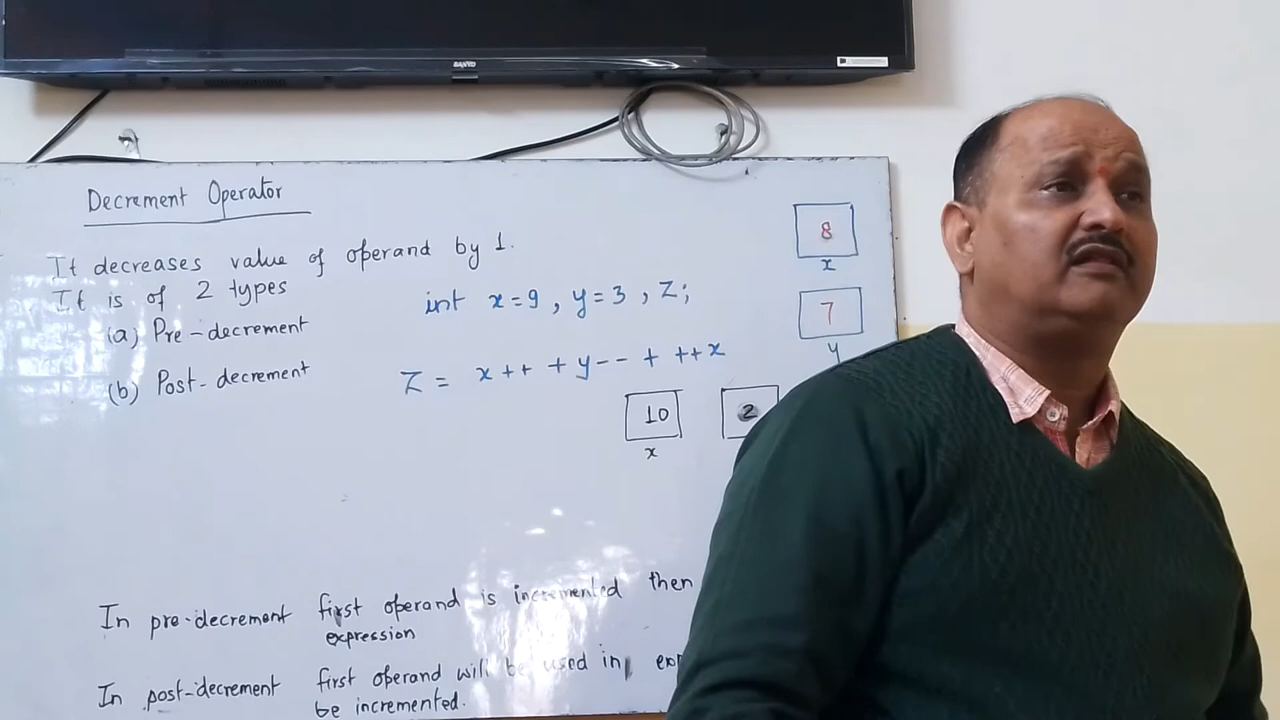 SANYO
Decrement Operator
It decreases value of operand by 1.
It is of 2 types
(a) Pre-decrement
(b) Post-decrement
int x=9, y=3, Z;
Z = x++ + y-- + ++x
8
x
7
y
10
x
2
In pre-decrement first operand is incremented then
expression
In post-decrement first operand will be used in
be incremented.